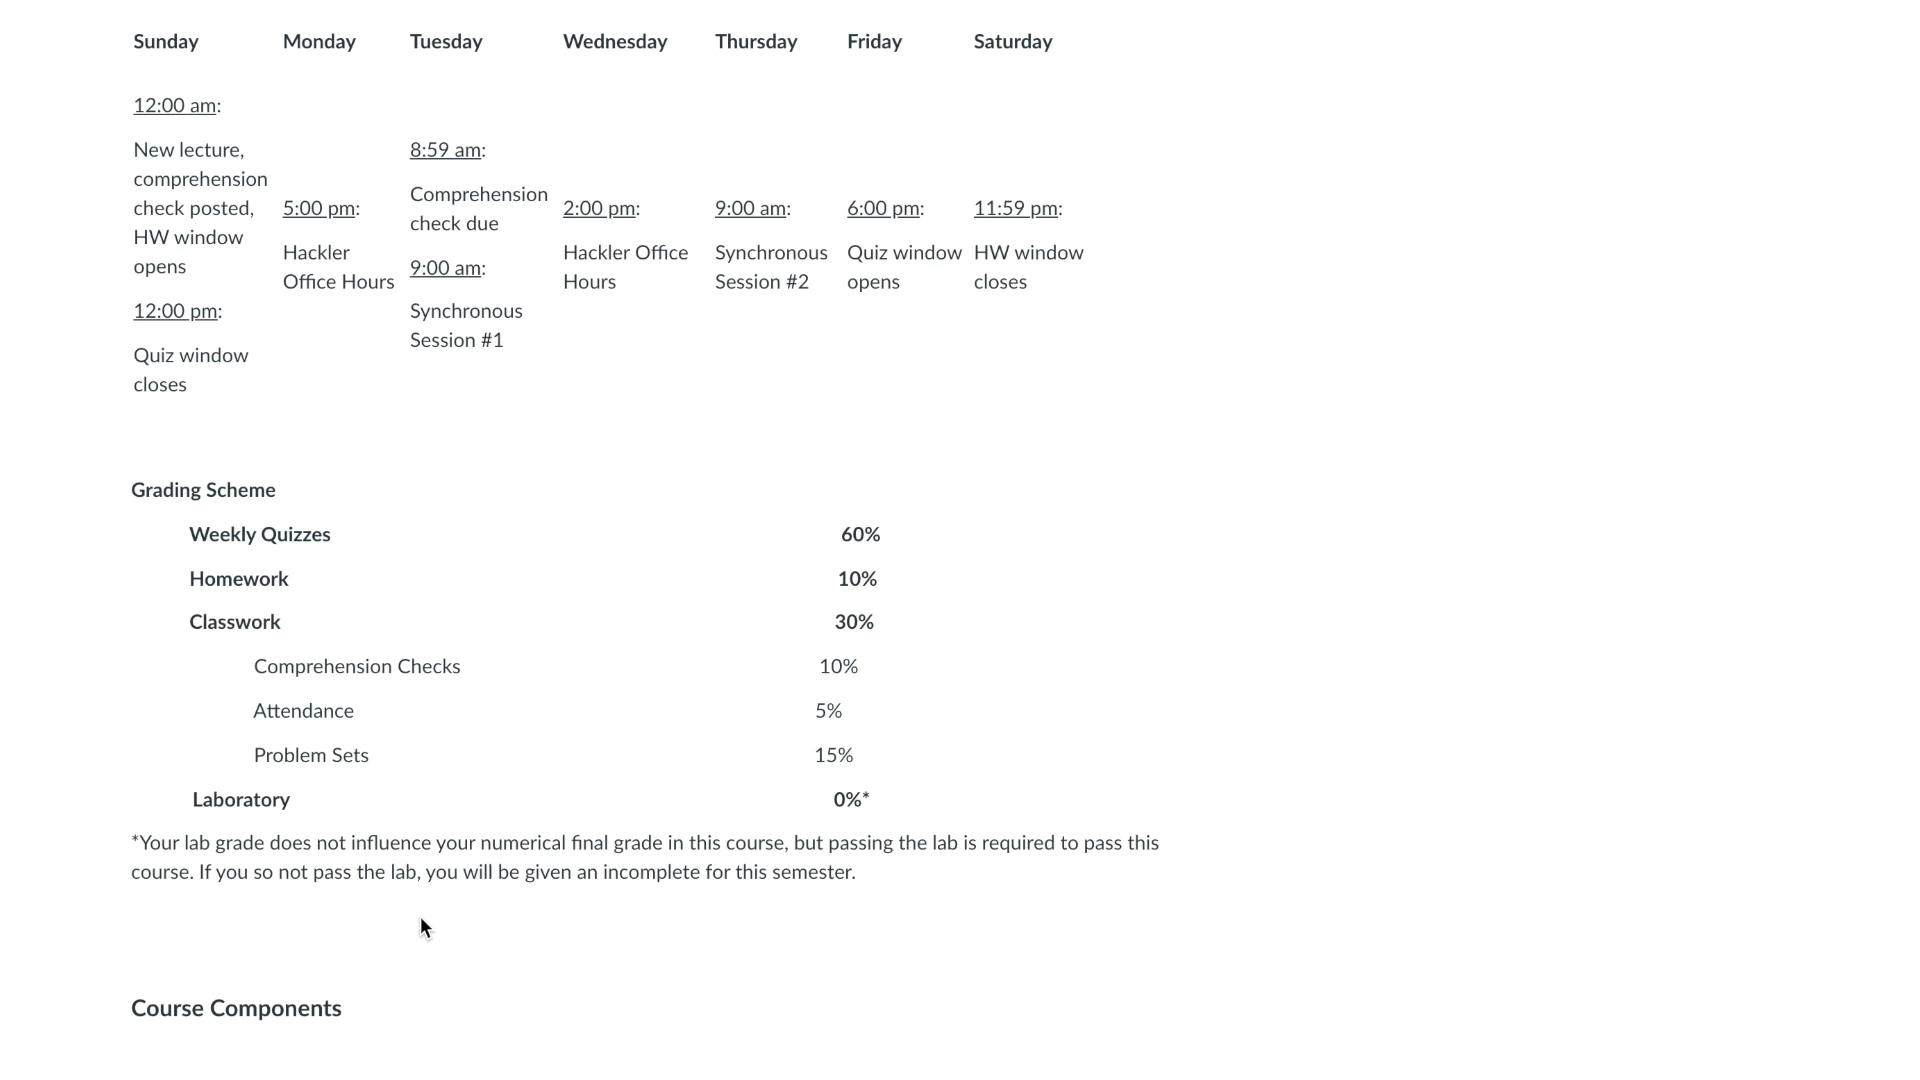 Sunday Monday Tuesday Wednesday Thursday Friday Saturday
12:00 am:
New lecture,
comprehension
check posted,
HW window
opens
12:00 pm:
Quiz window
closes
5:00 pm:
Hackler
Office Hours
8:59 am:
Comprehension
check due
9:00 am:
Synchronous
Session #1
2:00 pm:
Hackler Office
Hours
9:00 am:
Synchronous
Session #2
6:00 pm:
Quiz window
opens
11:59 pm:
HW window
closes
Grading Scheme
Weekly Quizzes 60%
Homework 10%
Classwork 30%
Comprehension Checks 10%
Attendance 5%
Problem Sets 15%
Laboratory 0%*
*Your lab grade does not influence your numerical final grade in this course, but passing the lab is required to pass this
course. If you so not pass the lab, you will be given an incomplete for this semester.
Course Components